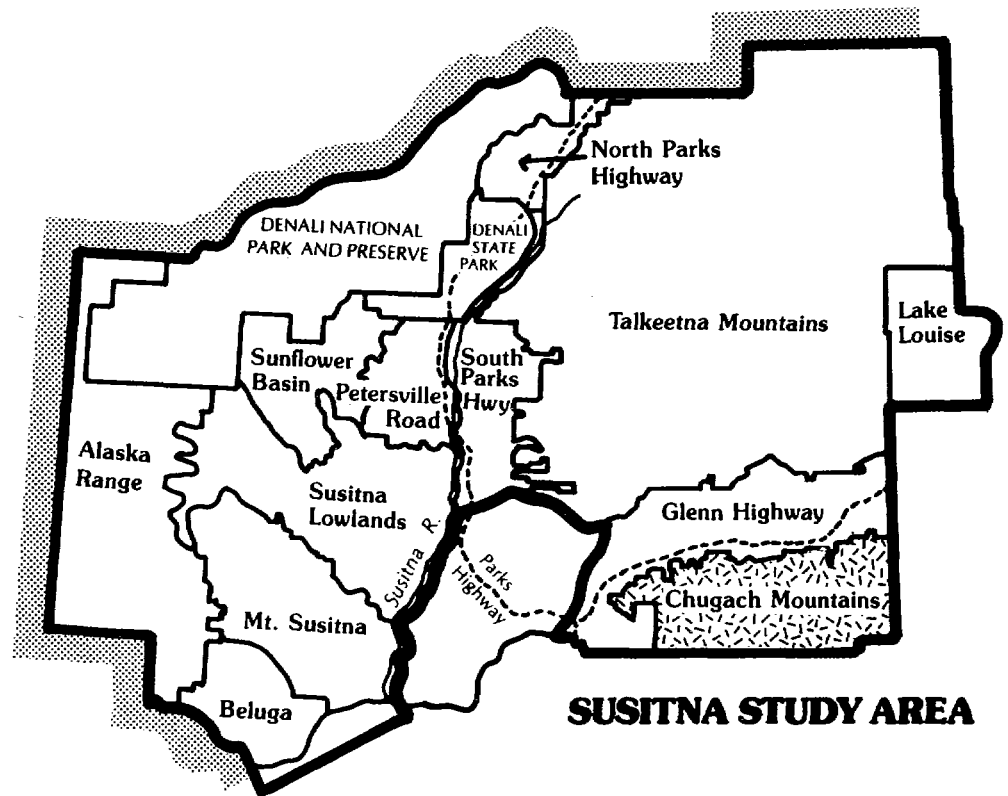 North Parks
Highway
DENALI NATIONAL
PARK AND PRESERVE
DENALI
STATE
PARK
Talkeetna Mountains
Lake
Louise
Sunflower
Basin
Petersville
Road
South
Parks
Hwy
Alaska
Range
Susitna
Lowlands
Susitna R.
Parks
Highway
Glenn Highway
Chugach Mountains
Mt. Susitna
Beluga
SUSITNA STUDY AREA